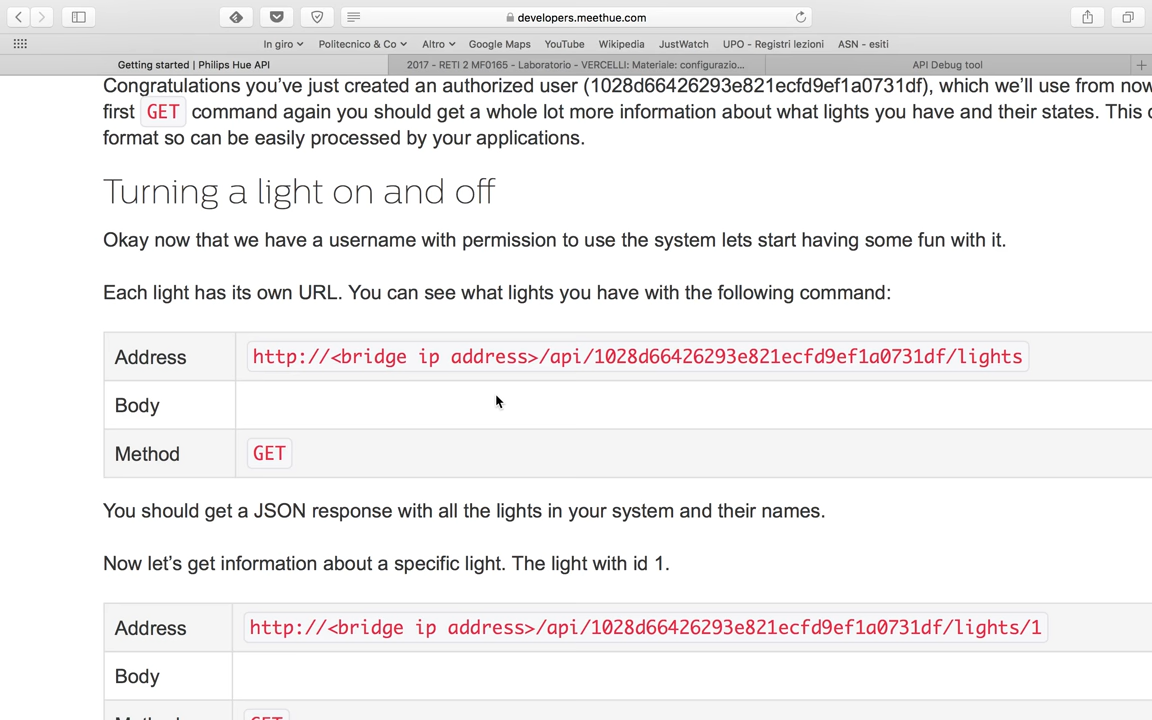 developers.meethue.com
In giro Politecnico & Co Altro Google Maps YouTube Wikipedia JustWatch UPO - Registri lezioni ASN - esiti
Getting started | Philips Hue API 2017 - RETI 2 MF0165 - Laboratorio - VERCELLI: Materiale: configurazio... API Debug tool
Congratulations you’ve just created an authorized user (1028d66426293e821ecfd9ef1a0731df), which we’ll use from now
first GET command again you should get a whole lot more information about what lights you have and their states. This
format so can be easily processed by your applications.
Turning a light on and off
Okay now that we have a username with permission to use the system lets start having some fun with it.
Each light has its own URL. You can see what lights you have with the following command:
Address http://<bridge ip address>/api/1028d66426293e821ecfd9ef1a0731df/lights
Body
Method GET
You should get a JSON response with all the lights in your system and their names.
Now let’s get information about a specific light. The light with id 1.
Address http://<bridge ip address>/api/1028d66426293e821ecfd9ef1a0731df/lights/1
Body
Method GET